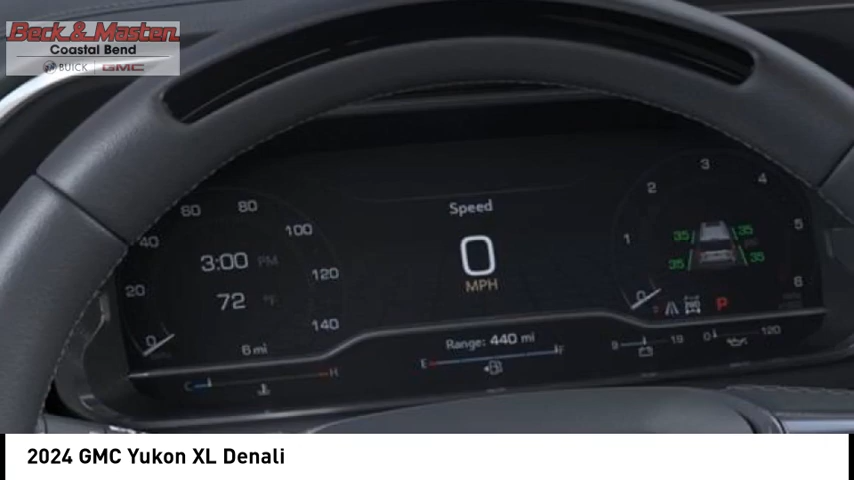 Beck & Masten
Coastal Bend
BUICK | GMC
Speed
0
MPH
3:00 PM
72 °F
6 mi
0
20
40
60
80
100
120
140
0
1
2
3
4
5
6
35
35
35
35
psi
P
Range: 440 mi
C
H
E
F
9
19
0
120
2024 GMC Yukon XL Denali